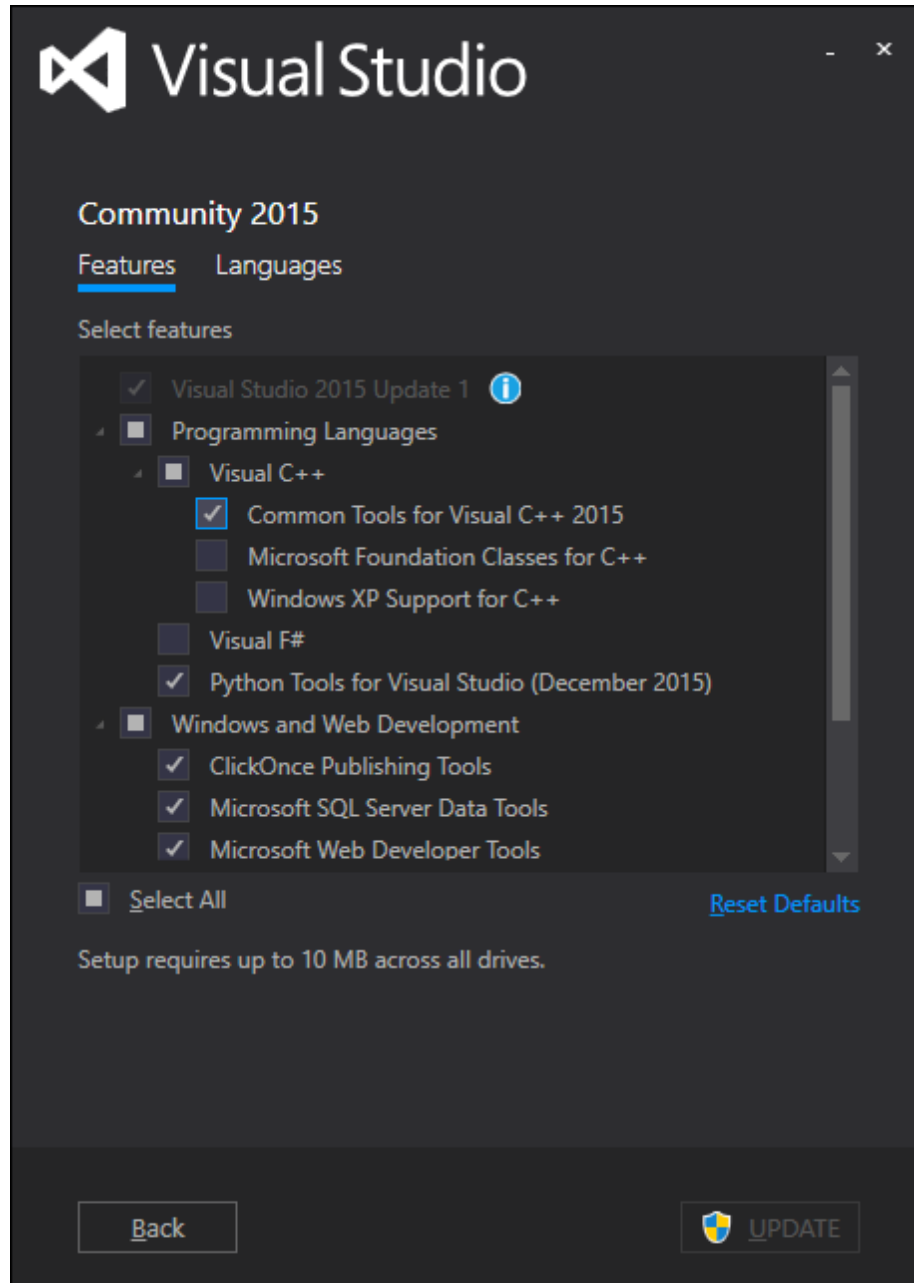 Visual Studio
Community 2015
Features Languages
Select features
Visual Studio 2015 Update 1
Programming Languages
Visual C++
Common Tools for Visual C++ 2015
Microsoft Foundation Classes for C++
Windows XP Support for C++
Visual F#
Python Tools for Visual Studio (December 2015)
Windows and Web Development
ClickOnce Publishing Tools
Microsoft SQL Server Data Tools
Microsoft Web Developer Tools
Select All Reset Defaults
Setup requires up to 10 MB across all drives.
Back UPDATE